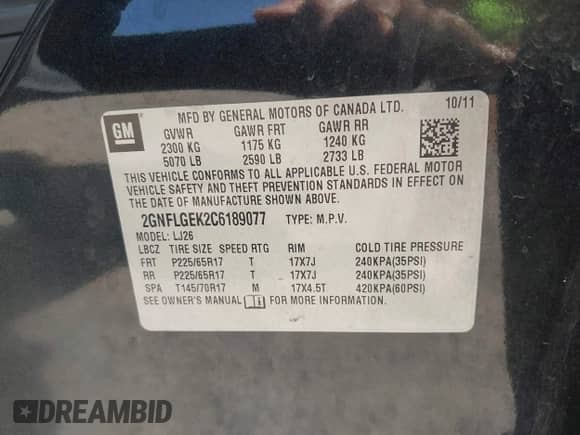 GM
MFD BY GENERAL MOTORS OF CANADA LTD. 10/11
GVWR GAWR FRT GAWR RR
2300 KG 1175 KG 1240 KG
5070 LB 2590 LB 2733 LB
THIS VEHICLE CONFORMS TO ALL APPLICABLE U.S. FEDERAL MOTOR
VEHICLE SAFETY AND THEFT PREVENTION STANDARDS IN EFFECT ON
THE DATE OF MANUFACTURE SHOWN ABOVE.
2GNFLGEK2C6189077 TYPE: M.P.V.
MODEL: LJ26
LBCZ TIRE SIZE SPEED RTG RIM COLD TIRE PRESSURE
FRT P225/65R17 T 17X7J 240KPA(35PSI)
RR P225/65R17 T 17X7J 240KPA(35PSI)
SPA T145/70R17 M 17X4.5T 420KPA(60PSI)
SEE OWNER'S MANUAL FOR MORE INFORMATION.
DREAMBID